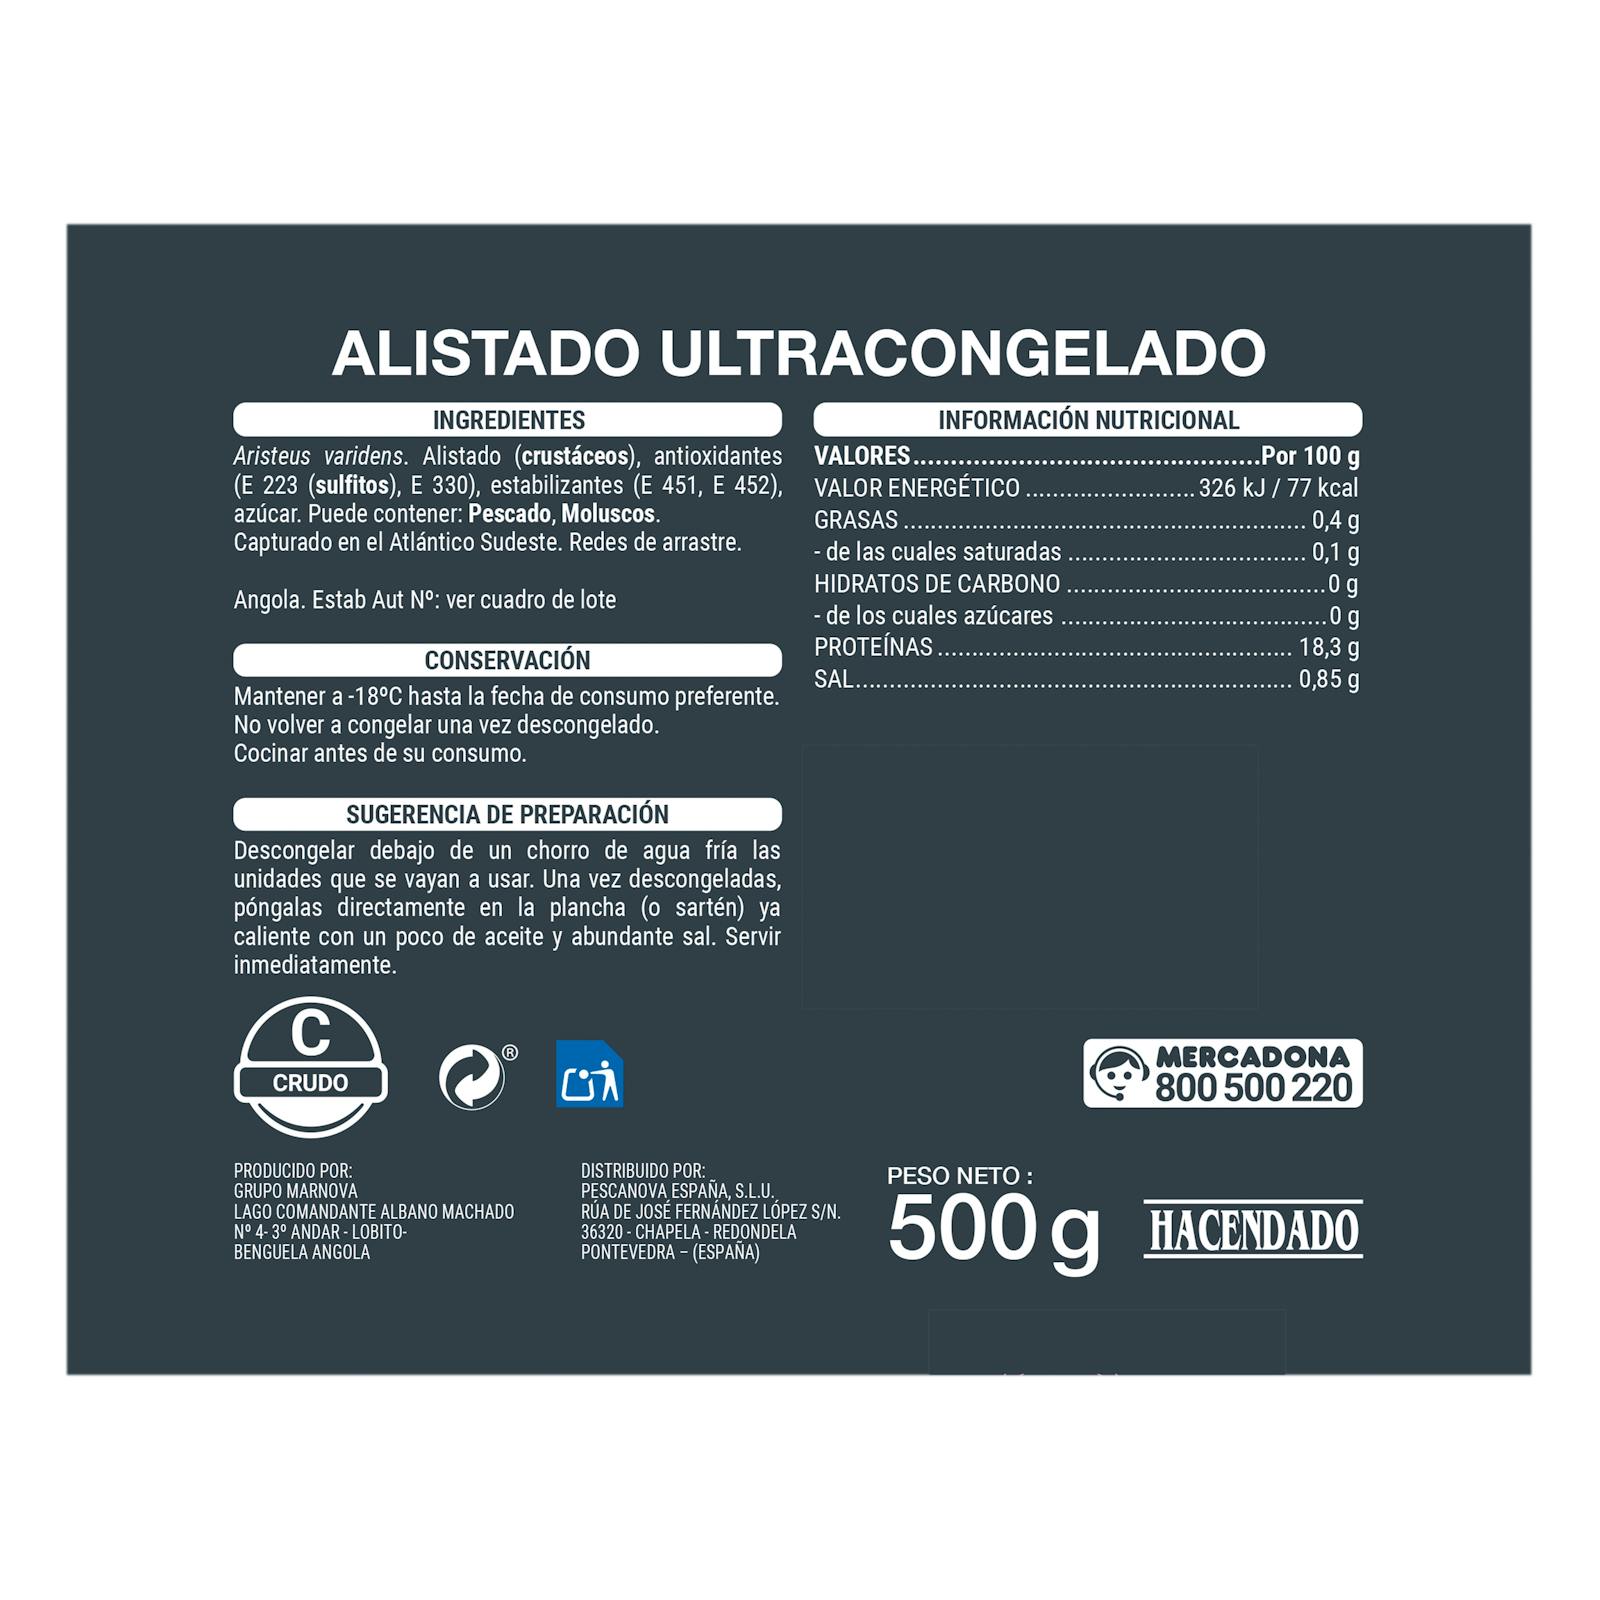 ALISTADO ULTRACONGELADO
INGREDIENTES
Aristeus varidens. Alistado (crustáceos), antioxidantes
(E 223 (sulfitos), E 330), estabilizantes (E 451, E 452),
azúcar. Puede contener: Pescado, Moluscos.
Capturado en el Atlántico Sudeste. Redes de arrastre.
Angola. Estab Aut Nº: ver cuadro de lote
CONSERVACIÓN
Mantener a -18ºC hasta la fecha de consumo preferente.
No volver a congelar una vez descongelado.
Cocinar antes de su consumo.
SUGERENCIA DE PREPARACIÓN
Descongelar debajo de un chorro de agua fría las
unidades que se vayan a usar. Una vez descongeladas,
póngalas directamente en la plancha (o sartén) ya
caliente con un poco de aceite y abundante sal. Servir
inmediatamente.
INFORMACIÓN NUTRICIONAL
VALORES Por 100 g
VALOR ENERGÉTICO 326 kJ / 77 kcal
GRASAS 0,4 g
- de las cuales saturadas 0,1 g
HIDRATOS DE CARBONO 0 g
- de los cuales azúcares 0 g
PROTEÍNAS 18,3 g
SAL 0,85 g
C
CRUDO
®
MERCADONA
800 500 220
PRODUCIDO POR:
GRUPO MARNOVA
LAGO COMANDANTE ALBANO MACHADO
Nº 4- 3º ANDAR - LOBITO-
BENGUELA ANGOLA
DISTRIBUIDO POR:
PESCANOVA ESPAÑA, S.L.U.
RÚA DE JOSÉ FERNÁNDEZ LÓPEZ S/N.
36320 - CHAPELA - REDONDELA
PONTEVEDRA – (ESPAÑA)
PESO NETO :
500 g
HACENDADO